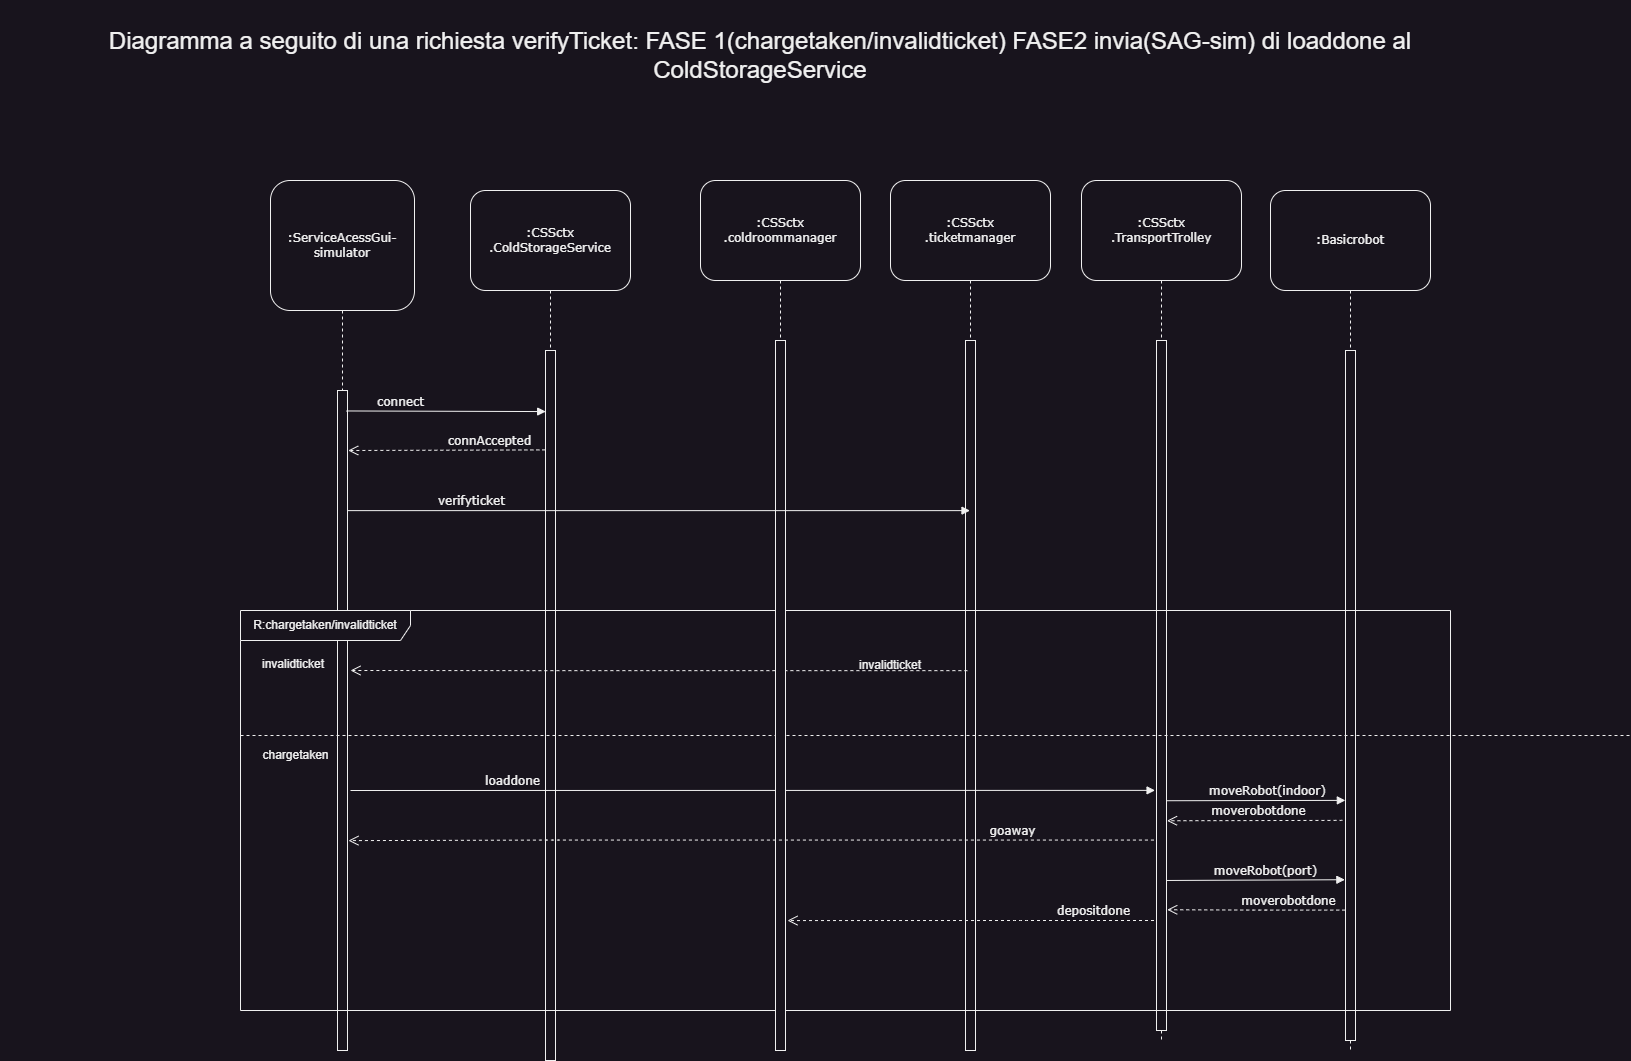 Diagramma a seguito di una richiesta verifyTicket: FASE 1(chargetaken/invalidticket) FASE2 invia(SAG-sim) di loaddone al
ColdStorageService
:ServiceAcessGui-
simulator
:CSSctx
.ColdStorageService
:CSSctx
.coldroommanager
:CSSctx
.ticketmanager
:CSSctx
.TransportTrolley
:Basicrobot
connect
connAccepted
verifyticket
R:chargetaken/invalidticket
invalidticket
invalidticket
chargetaken
loaddone
moveRobot(indoor)
moverobotdone
goaway
moveRobot(port)
moverobotdone
depositdone